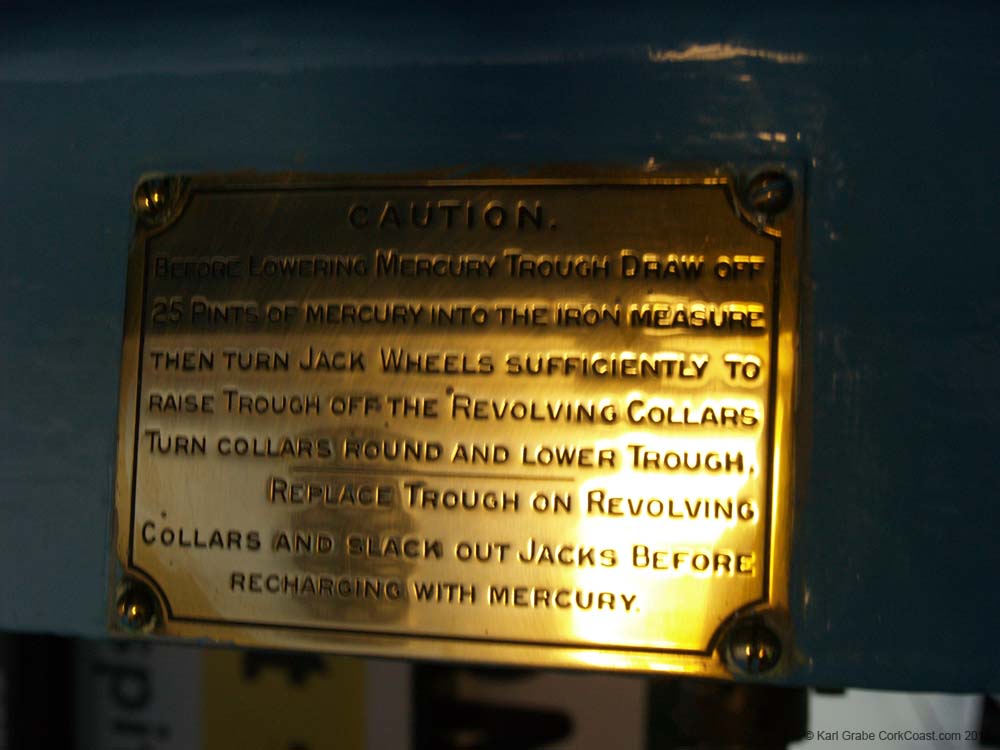 CAUTION.
BEFORE LOWERING MERCURY TROUGH DRAW OFF
25 PINTS OF MERCURY INTO THE IRON MEASURE
THEN TURN JACK WHEELS SUFFICIENTLY TO
RAISE TROUGH OFF THE REVOLVING COLLARS
TURN COLLARS ROUND AND LOWER TROUGH.
REPLACE TROUGH ON REVOLVING
COLLARS AND SLACK OUT JACKS BEFORE
RECHARGING WITH MERCURY.
spi
© Karl Grabe CorkCoast.com